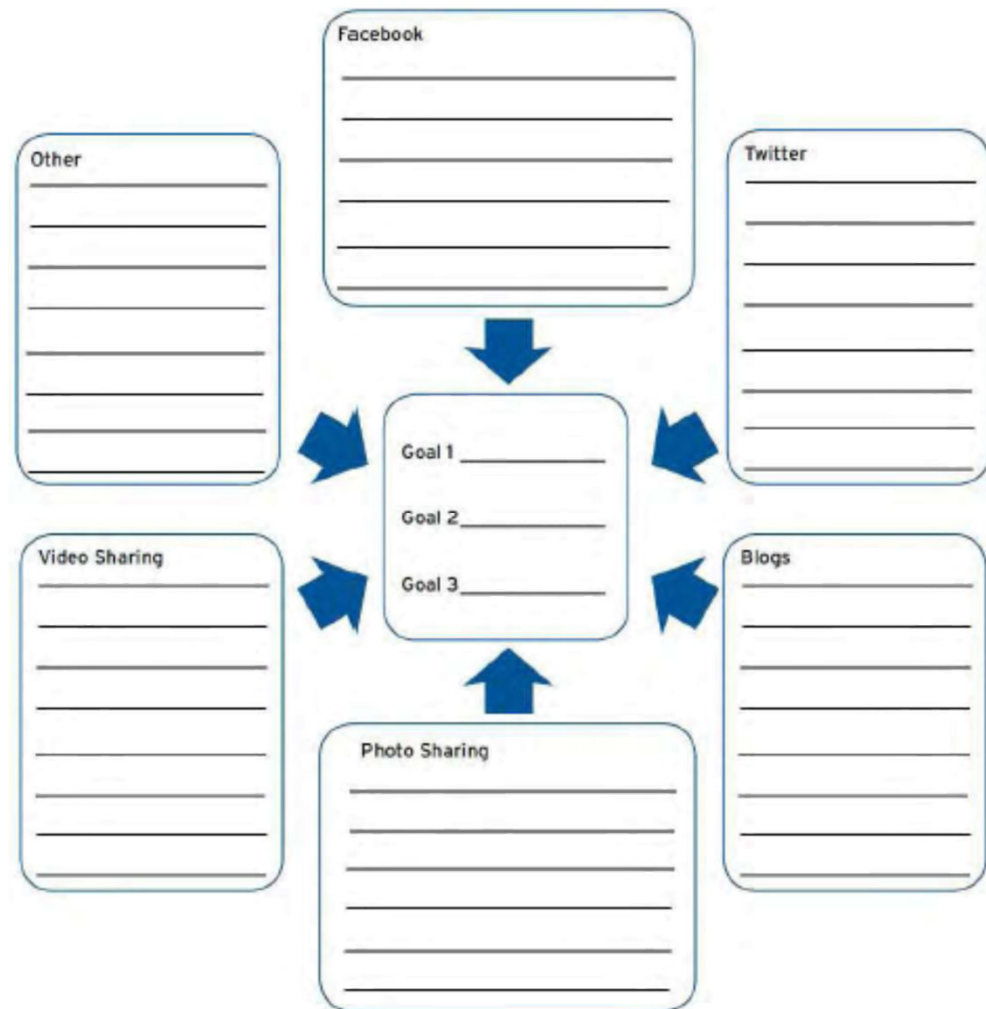 Facebook
Other
Twitter
Goal 1
Goal 2
Goal 3
Video Sharing
Blogs
Photo Sharing